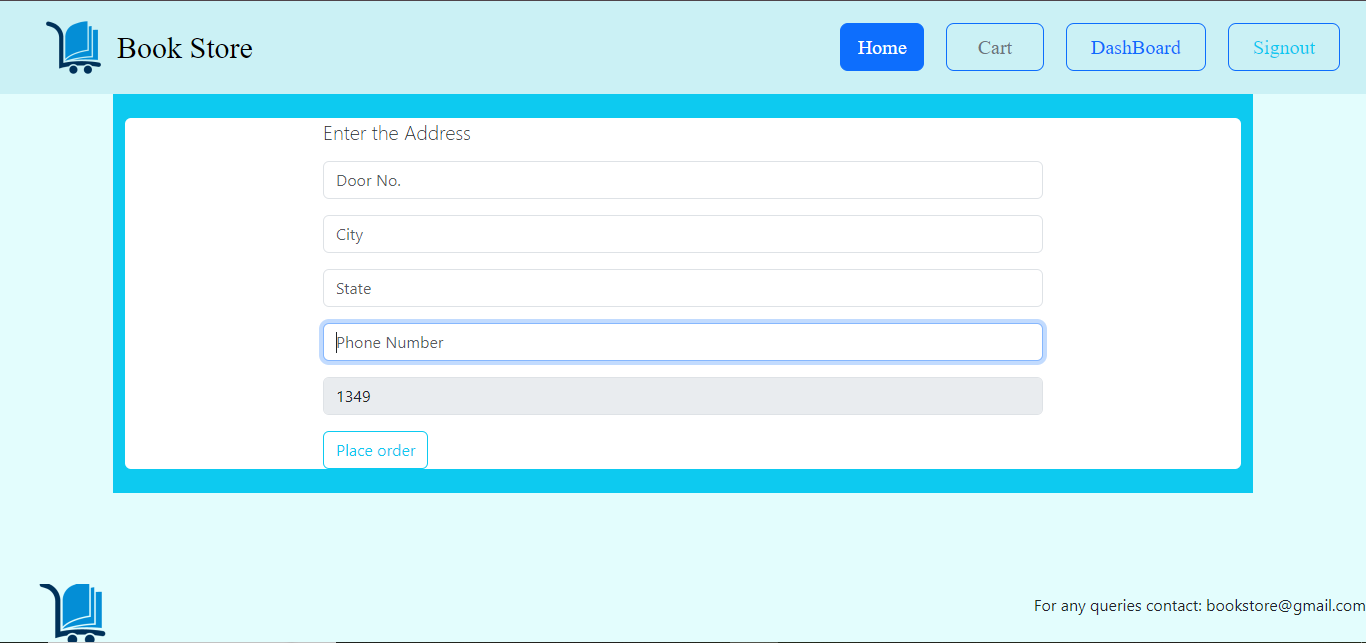 Book Store
Home
Cart
DashBoard
Signout
Enter the Address
Door No.
City
State
Phone Number
1349
Place order
For any queries contact: bookstore@gmail.com